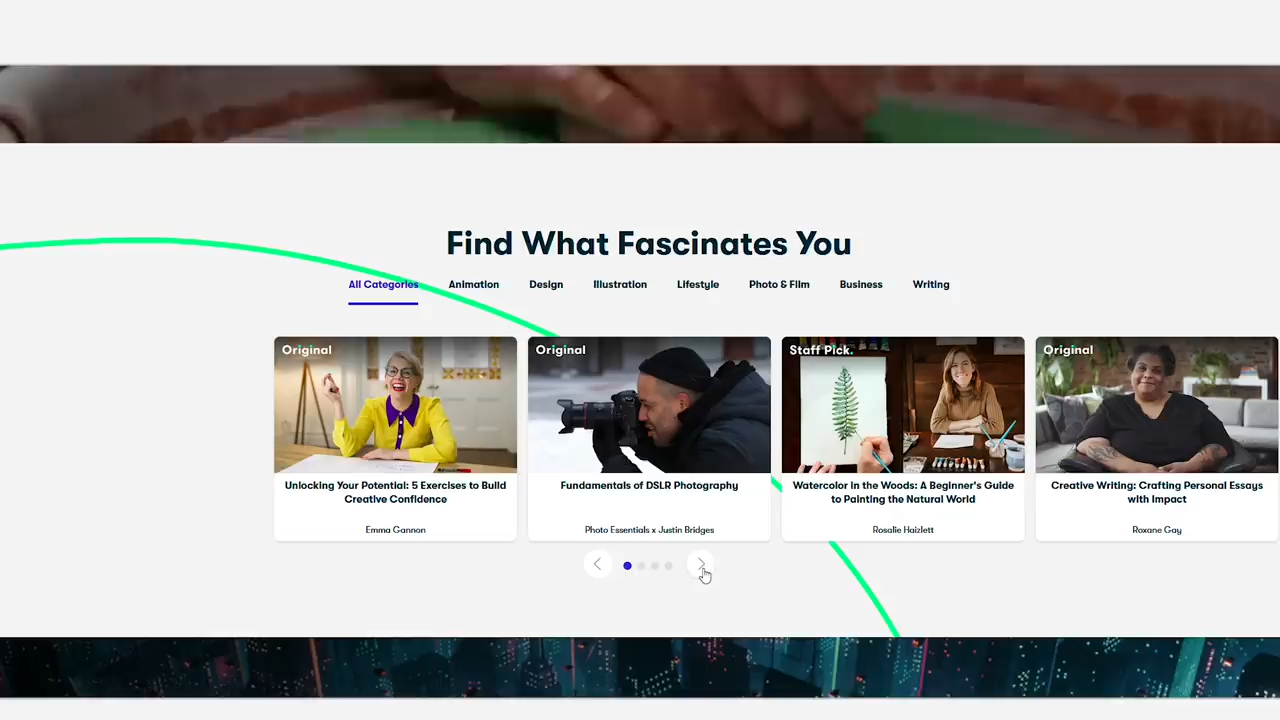 Find What Fascinates You
All Categories Animation Design Illustration Lifestyle Photo & Film Business Writing
Original
Original
Staff Pick.
Original
Unlocking Your Potential: 5 Exercises to Build
Creative Confidence
Emma Gannon
Fundamentals of DSLR Photography
Photo Essentials x Justin Bridges
Watercolor in the Woods: A Beginner's Guide
to Painting the Natural World
Rosalie Haizlett
Creative Writing: Crafting Personal Essays
with Impact
Roxane Gay